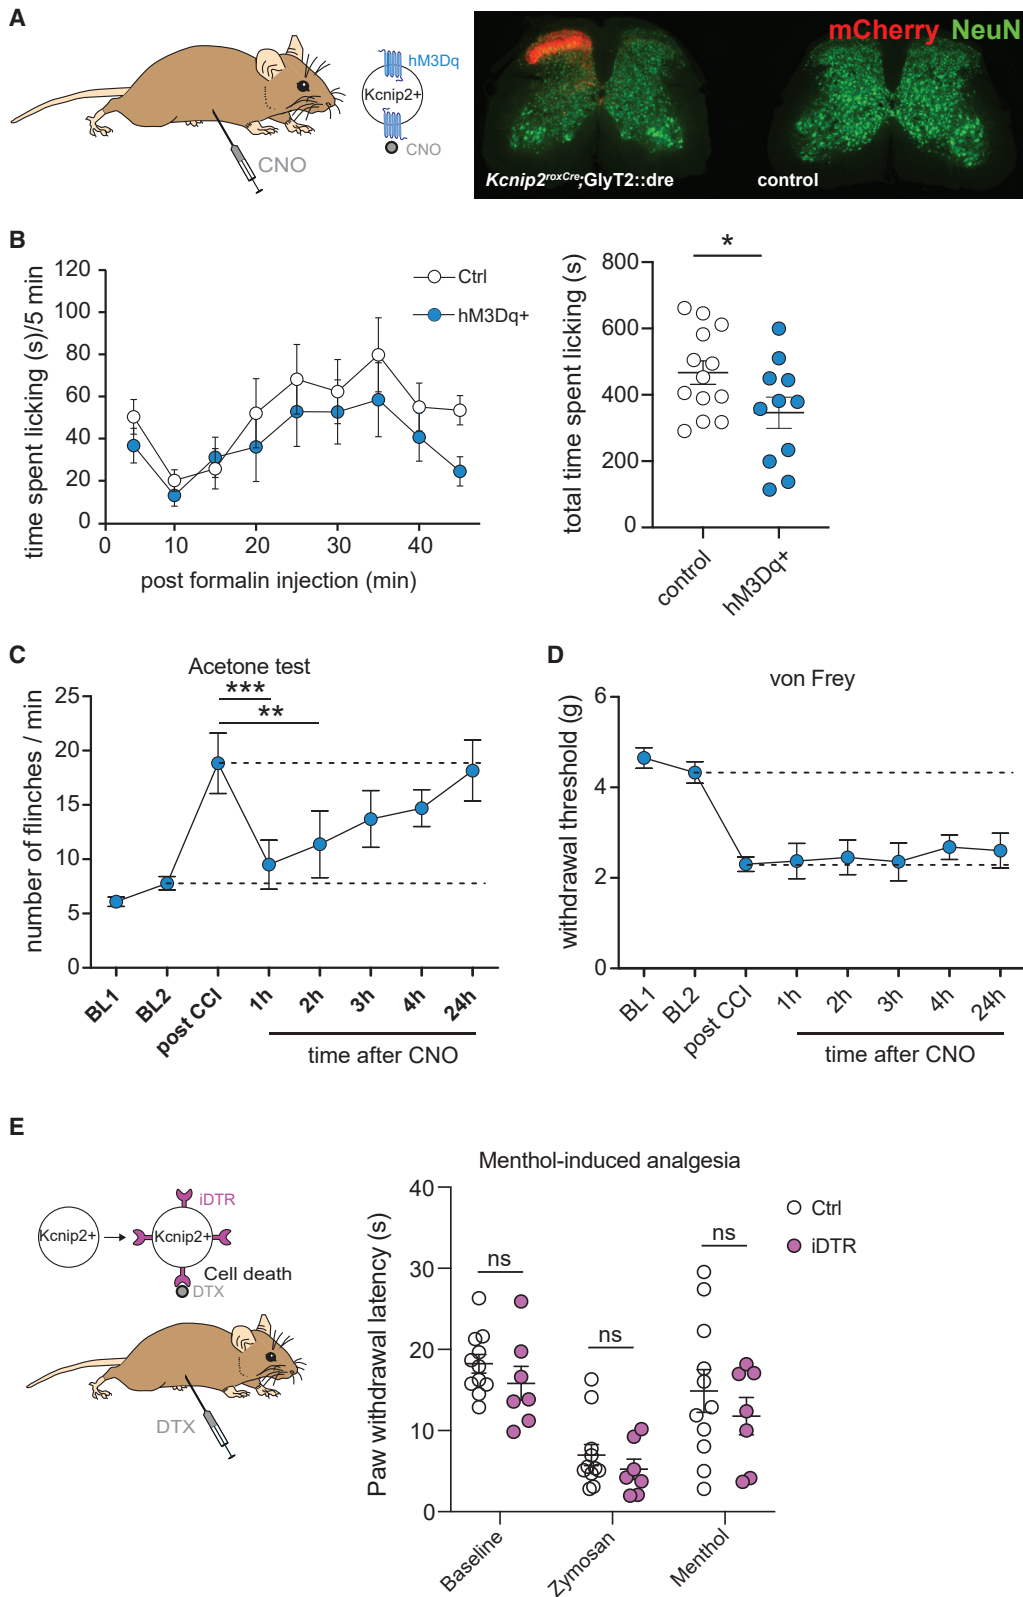 A
hM3Dq
Kcnip2+
CNO
CNO
mCherry NeuN
Kcnip2roxCre;GlyT2::dre
control
B
time spent licking (s)/5 min
120
100
80
60
40
20
0
0 10 20 30 40
post formalin injection (min)
Ctrl
hM3Dq+
total time spent licking (s)
800
600
400
200
0
*
control
hM3Dq+
C
Acetone test
number of flinches / min
25
20
15
10
5
0
***
**
BL1
BL2
post CCI
1h
2h
3h
4h
24h
time after CNO
D
von Frey
withdrawal threshold (g)
6
4
2
0
BL1
BL2
post CCI
1h
2h
3h
4h
24h
time after CNO
E
Kcnip2+
Kcnip2+
iDTR
Cell death
DTX
DTX
Menthol-induced analgesia
Paw withdrawal latency (s)
40
30
20
10
0
ns
ns
ns
Ctrl
iDTR
Baseline
Zymosan
Menthol